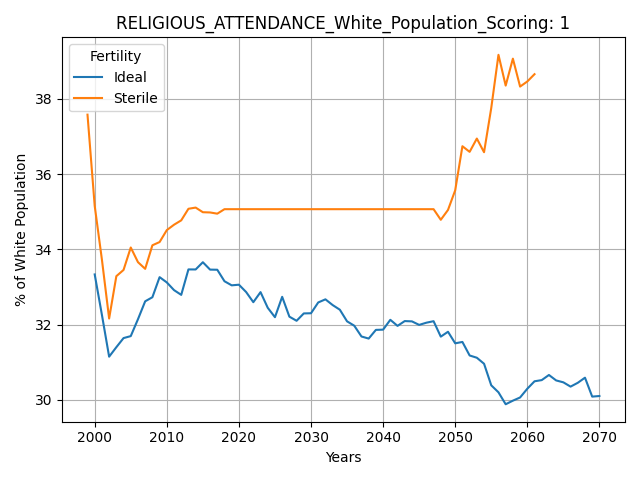 RELIGIOUS_ATTENDANCE_White_Population_Scoring: 1
Fertility
Ideal
Sterile
% of White Population
38
36
34
32
30
2000 2010 2020 2030 2040 2050 2060 2070
Years